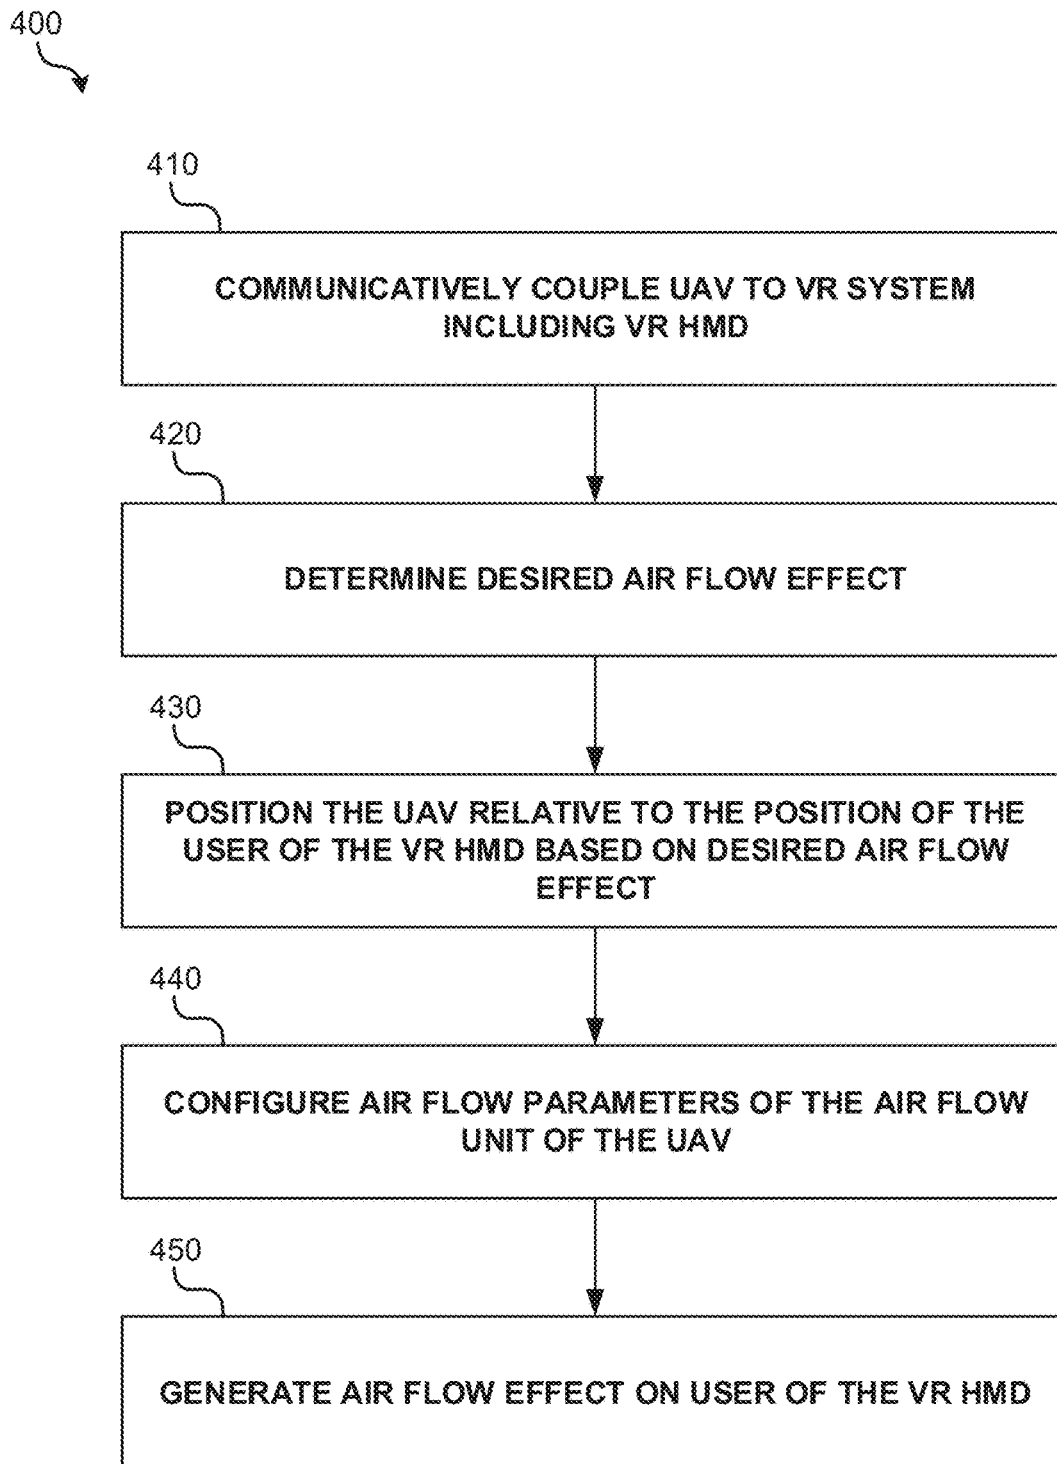 400
410
COMMUNICATIVELY COUPLE UAV TO VR SYSTEM
INCLUDING VR HMD
420
DETERMINE DESIRED AIR FLOW EFFECT
430
POSITION THE UAV RELATIVE TO THE POSITION OF THE
USER OF THE VR HMD BASED ON DESIRED AIR FLOW
EFFECT
440
CONFIGURE AIR FLOW PARAMETERS OF THE AIR FLOW
UNIT OF THE UAV
450
GENERATE AIR FLOW EFFECT ON USER OF THE VR HMD